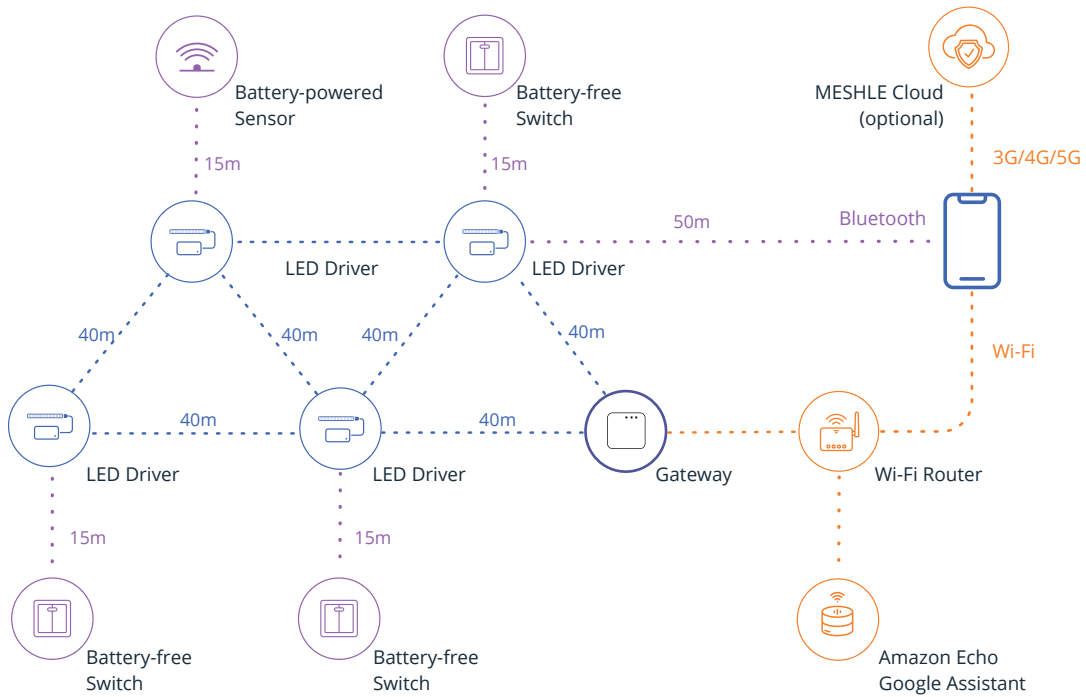 Battery-powered
Sensor
Battery-free
Switch
MESHLE Cloud
(optional)
15m
15m
3G/4G/5G
50m
Bluetooth
LED Driver
LED Driver
40m
40m
40m
40m
Wi-Fi
40m
40m
LED Driver
LED Driver
Gateway
Wi-Fi Router
15m
15m
Battery-free
Switch
Battery-free
Switch
Amazon Echo
Google Assistant